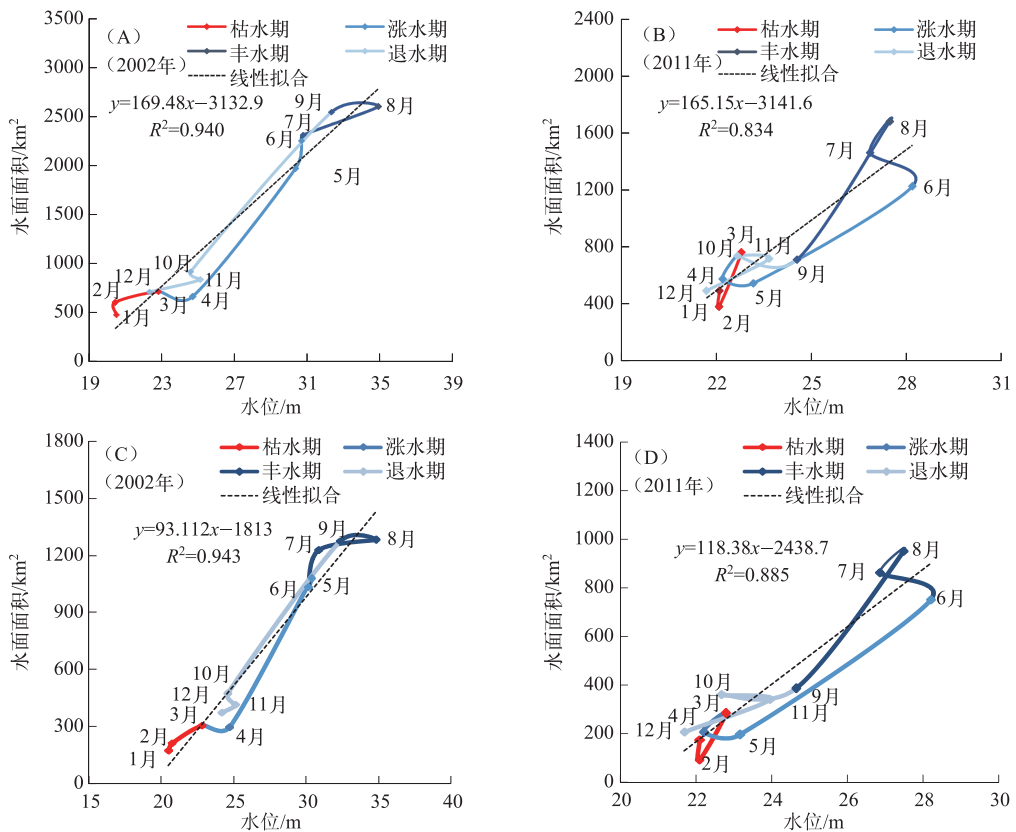 (A)
(2002年)
枯水期
涨水期
丰水期
退水期
线性拟合
y=169.48x−3132.9
R²=0.940
水面面积/km²
3500
3000
2500
2000
1500
1000
500
0
9月
8月
7月
6月
5月
10月
12月
11月
2月
3月
4月
1月
19
23
27
31
35
39
水位/m
(B)
(2011年)
枯水期
涨水期
丰水期
退水期
线性拟合
y=165.15x−3141.6
R²=0.834
水面面积/km²
2400
2000
1600
1200
800
400
0
8月
7月
6月
3月
10月
11月
9月
4月
12月
5月
1月
2月
19
22
25
28
31
水位/m
(C)
(2002年)
枯水期
涨水期
丰水期
退水期
线性拟合
y=93.112x−1813
R²=0.943
水面面积/km²
1800
1500
1200
900
600
300
0
9月
8月
7月
6月
5月
10月
12月
11月
3月
4月
2月
1月
15
20
25
30
35
40
水位/m
(D)
(2011年)
枯水期
涨水期
丰水期
退水期
线性拟合
y=118.38x−2438.7
R²=0.885
水面面积/km²
1400
1200
1000
800
600
400
200
0
8月
7月
6月
10月
3月
9月
4月
11月
12月
5月
2月
20
22
24
26
28
30
水位/m